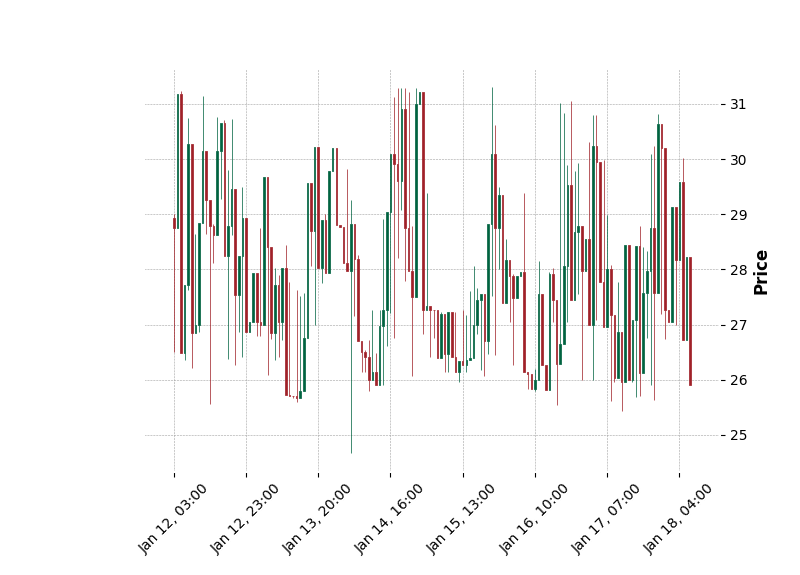 31
30
29
28
27
26
25
Price
Jan 12, 03:00
Jan 12, 23:00
Jan 13, 20:00
Jan 14, 16:00
Jan 15, 13:00
Jan 16, 10:00
Jan 17, 07:00
Jan 18, 04:00